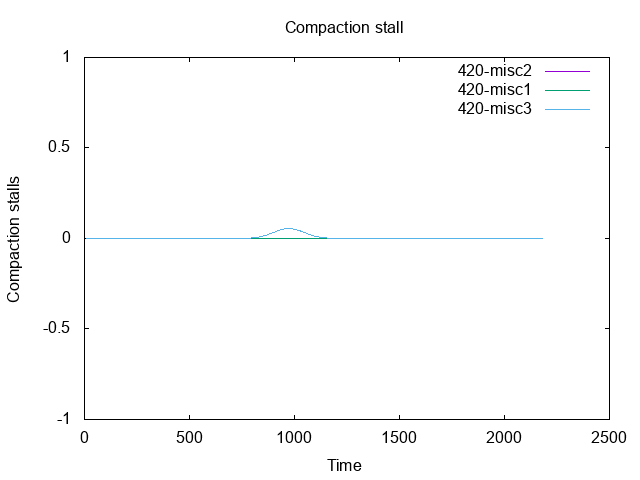 Compaction stall
1
420-misc2
420-misc1
420-misc3
0.5
Compaction stalls
0
-0.5
-1
0 500 1000 1500 2000 2500
Time